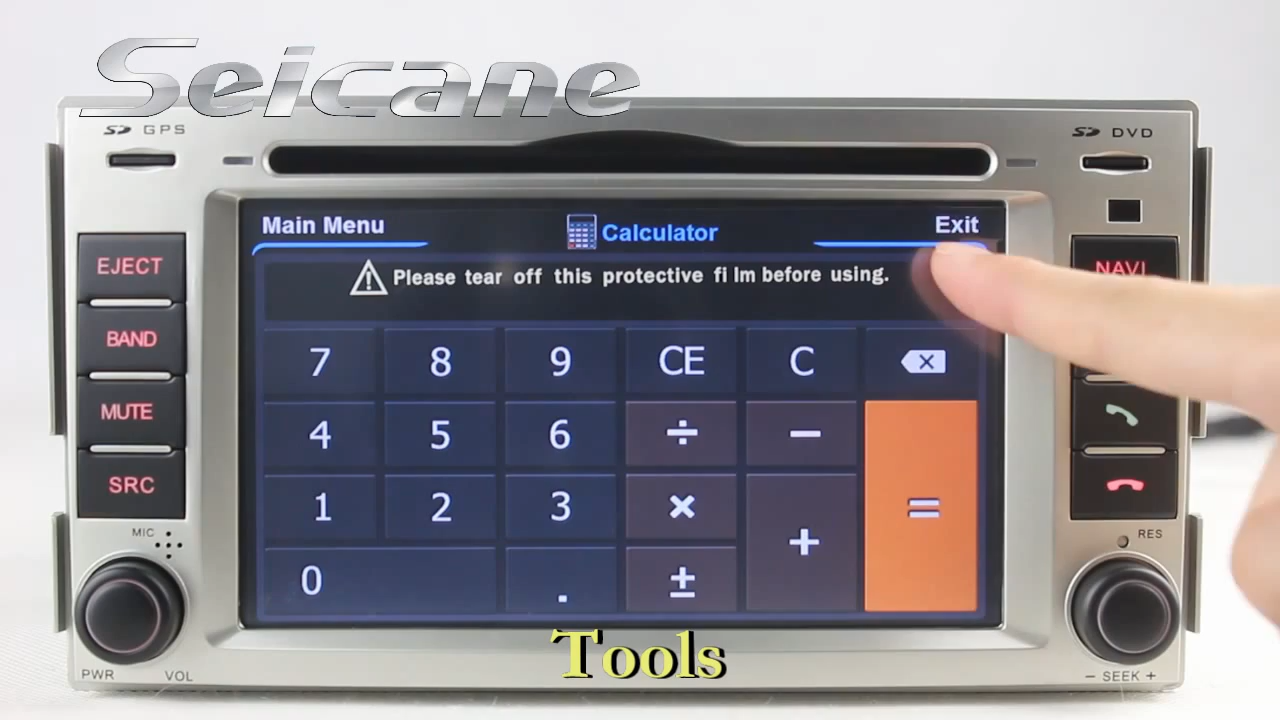 Seicane
SD GPS
SD DVD
Main Menu
Calculator
Exit
EJECT
NAVI
Please tear off this protective film before using.
7 8 9 CE C
BAND
4 5 6 ÷ −
MUTE
1 2 3 × + =
SRC
0 . ±
MIC
RES
PWR VOL
− SEEK +
Tools